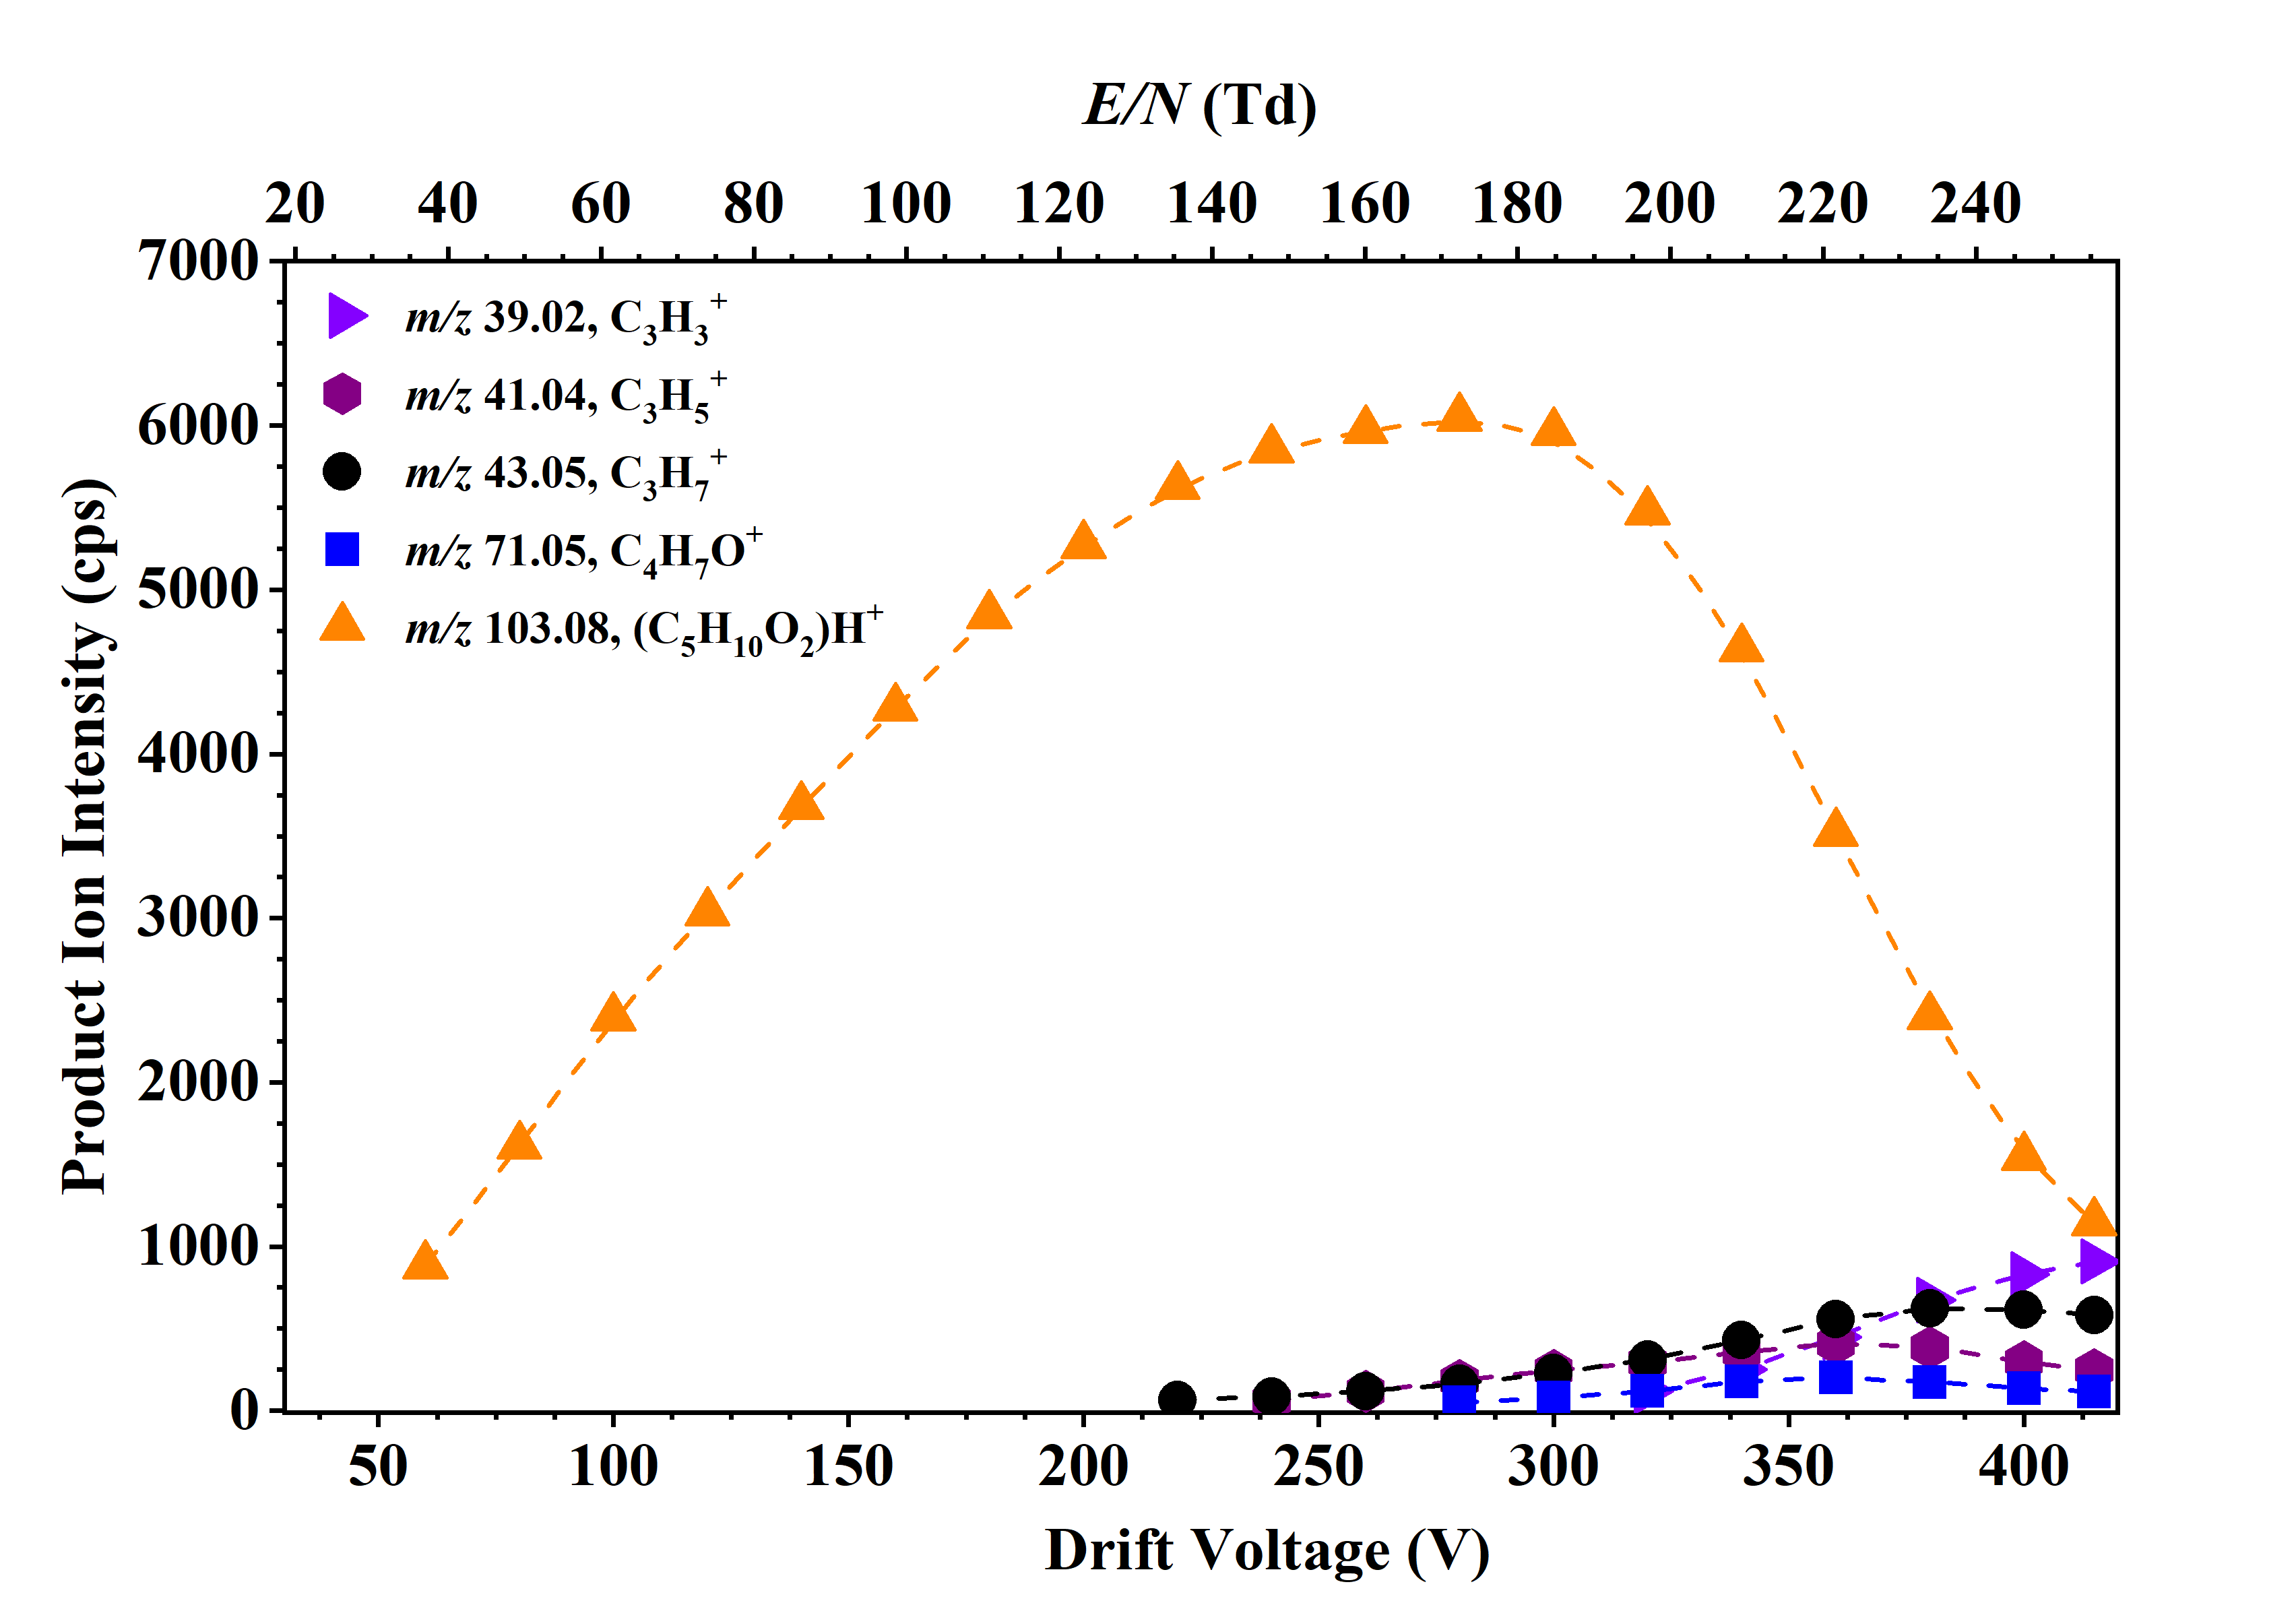 E/N (Td)
20 40 60 80 100 120 140 160 180 200 220 240
7000
6000
5000
4000
3000
2000
1000
0
Product Ion Intensity (cps)
m/z 39.02, C₃H₃⁺
m/z 41.04, C₃H₅⁺
m/z 43.05, C₃H₇⁺
m/z 71.05, C₄H₇O⁺
m/z 103.08, (C₅H₁₀O₂)H⁺
50 100 150 200 250 300 350 400
Drift Voltage (V)